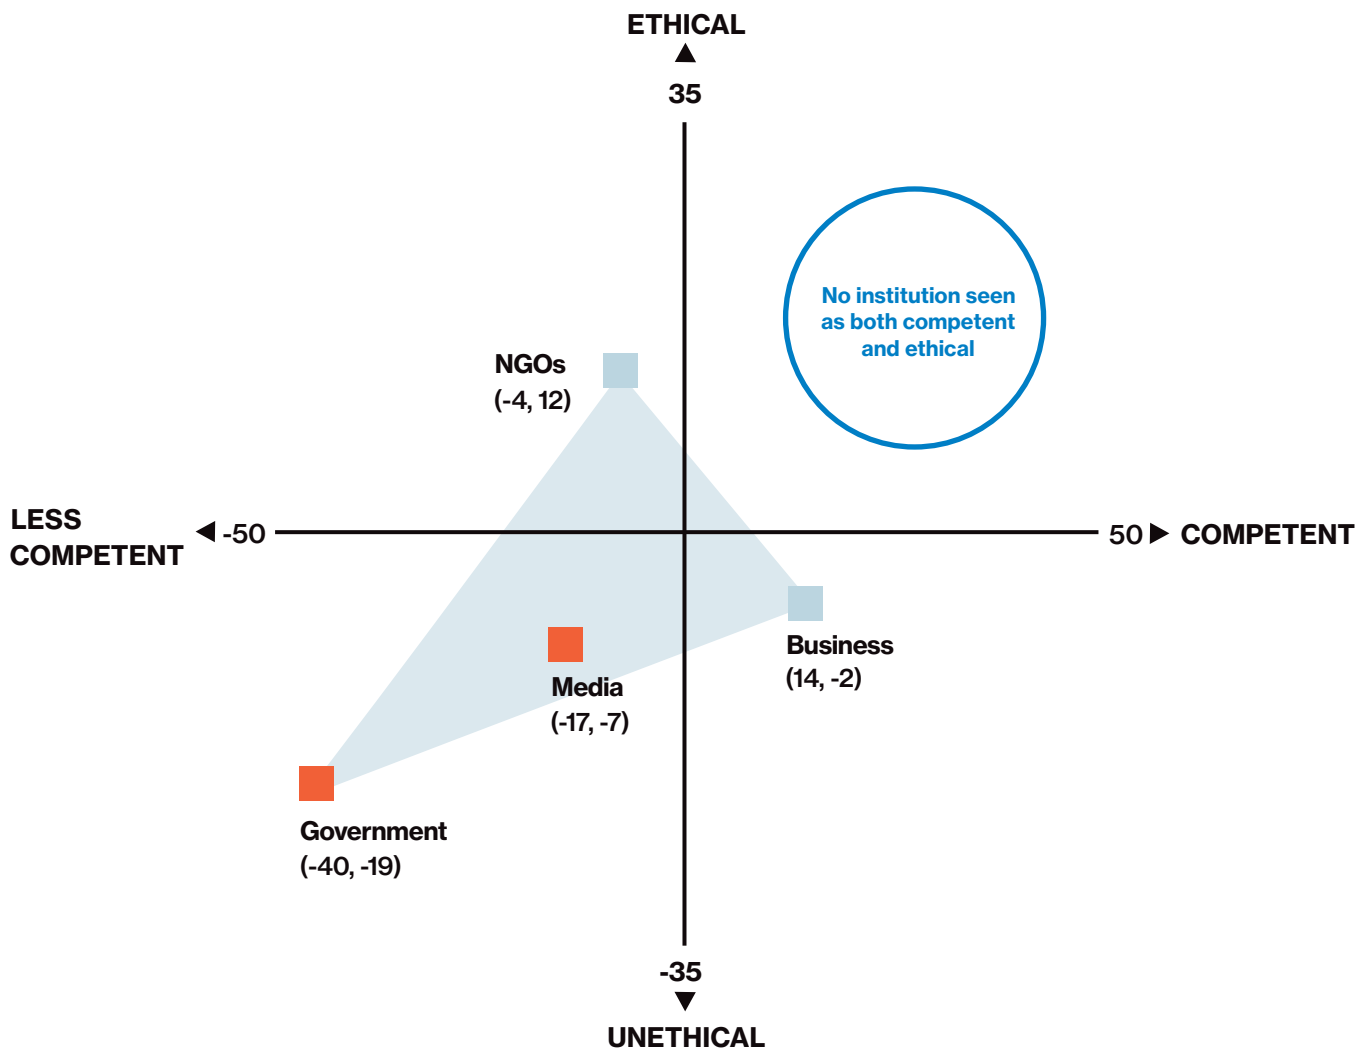 ETHICAL
35
No institution seen
as both competent
and ethical
NGOs
(-4, 12)
LESS
COMPETENT
-50
50
COMPETENT
Business
(14, -2)
Media
(-17, -7)
Government
(-40, -19)
-35
UNETHICAL